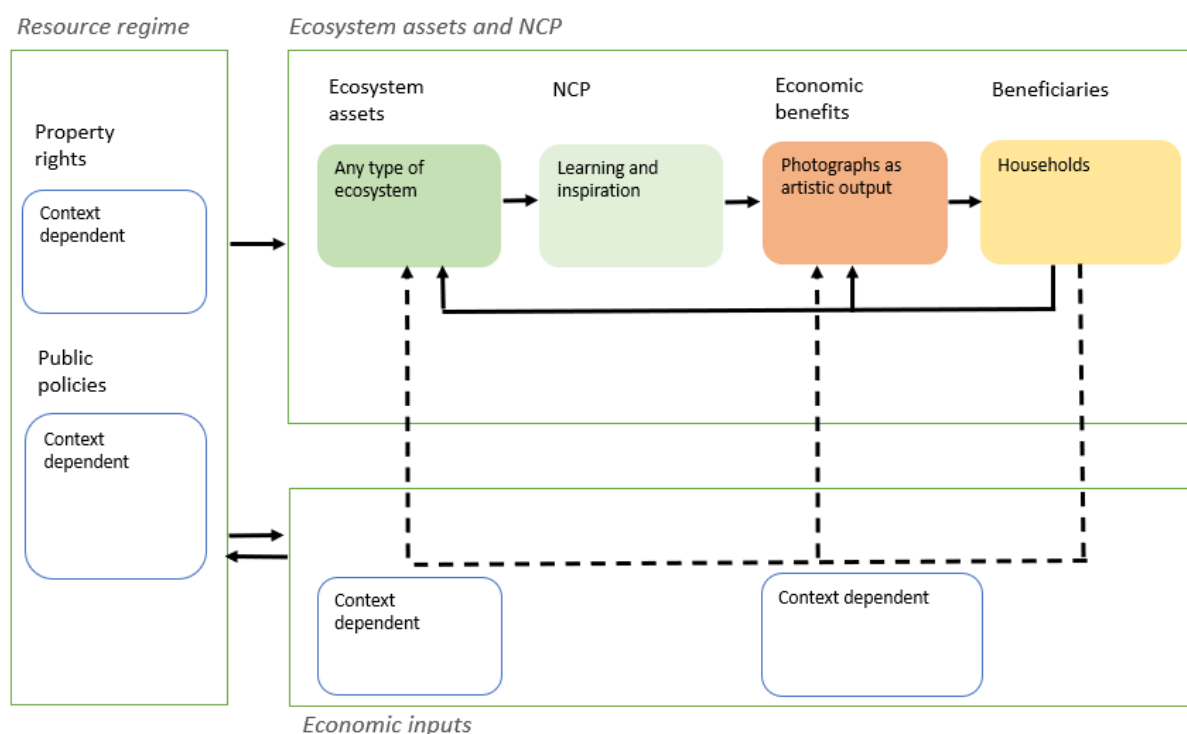 Resource regime
Ecosystem assets and NCP
Property
rights
Context
dependent
Public
policies
Context
dependent
Ecosystem
assets
NCP
Economic
benefits
Beneficiaries
Any type of
ecosystem
Learning and
inspiration
Photographs as
artistic output
Households
Context
dependent
Context dependent
Economic inputs